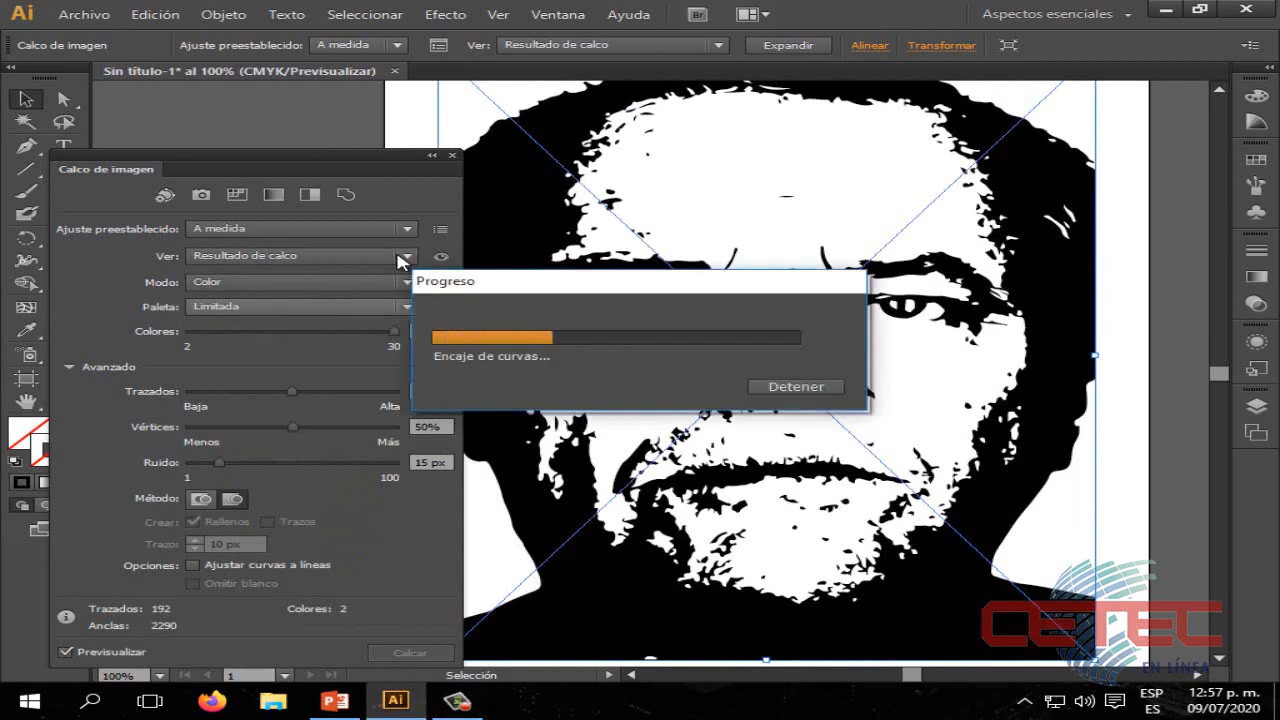 Ai Archivo Edición Objeto Texto Seleccionar Efecto Ver Ventana Ayuda Br Aspectos esenciales
Calco de imagen Ajuste preestablecido: A medida Ver: Resultado de calco Expandir Alinear Transformar
Sin título-1* al 100% (CMYK/Previsualizar)
Calco de imagen
Ajuste preestablecido: A medida
Ver: Resultado de calco
Modo: Color
Paleta: Limitada
Colores:
2 30
Avanzado
Trazados:
Baja Alta
Vértices: 50%
Menos Más
Ruido: 15 px
1 100
Método:
Crear: Rellenos Trazos
Trazo: 10 px
Opciones: Ajustar curvas a líneas
Omitir blanco
Trazados: 192 Colores: 2
Anclas: 2290
Previsualizar Calcar
Progreso
Encaje de curvas...
Detener
CETEC
EN LÍNEA
100% 1 Selección
Ai ESP 12:57 p. m.
ES 09/07/2020